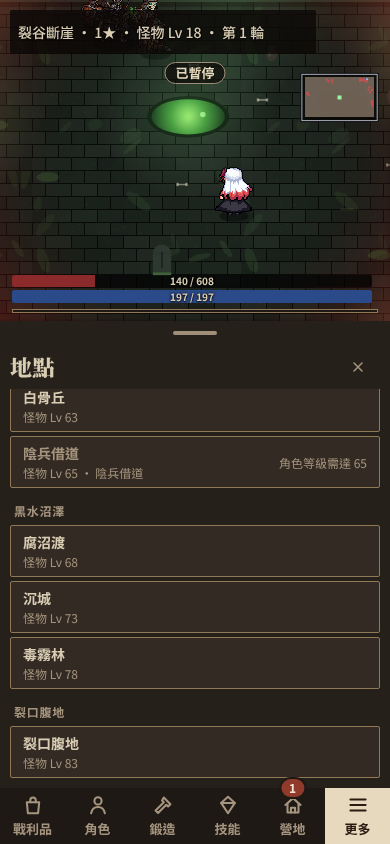 裂谷斷崖 • 1★ • 怪物 Lv 18 • 第 1 輪
已暫停
140 / 608
197 / 197
地點
×
白骨丘
怪物 Lv 63
陰兵借道
怪物 Lv 65 • 陰兵借道
角色等級需達 65
黑水沼澤
腐沼渡
怪物 Lv 68
沉城
怪物 Lv 73
毒霧林
怪物 Lv 78
裂口腹地
裂口腹地
怪物 Lv 83
1
戰利品
角色
鍛造
技能
營地
更多